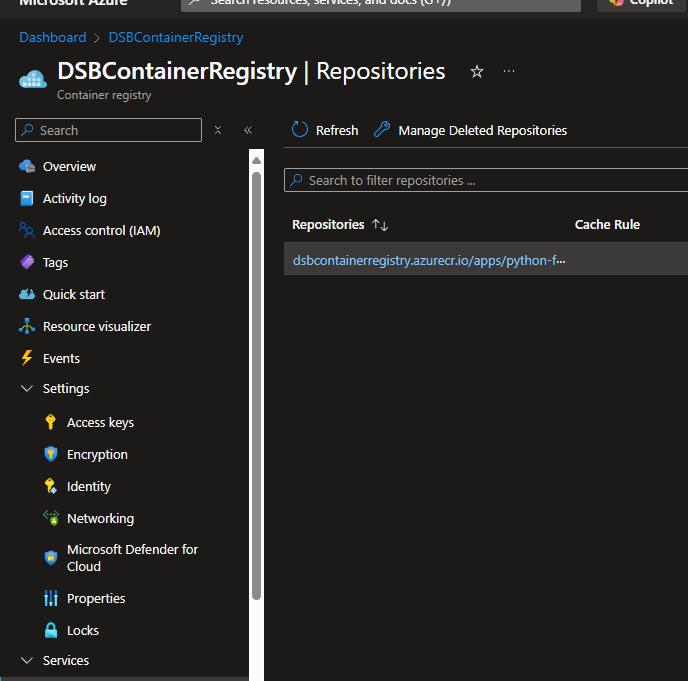 Microsoft Azure
Search resources, services, and docs (G+/)
Copilot
Dashboard > DSBContainerRegistry
DSBContainerRegistry | Repositories
Container registry
Search
Refresh
Manage Deleted Repositories
Overview
Activity log
Access control (IAM)
Tags
Quick start
Resource visualizer
Events
Settings
Access keys
Encryption
Identity
Networking
Microsoft Defender for
Cloud
Properties
Locks
Services
Search to filter repositories ...
Repositories ↑↓ Cache Rule
dsbcontainerregistry.azurecr.io/apps/python-f...